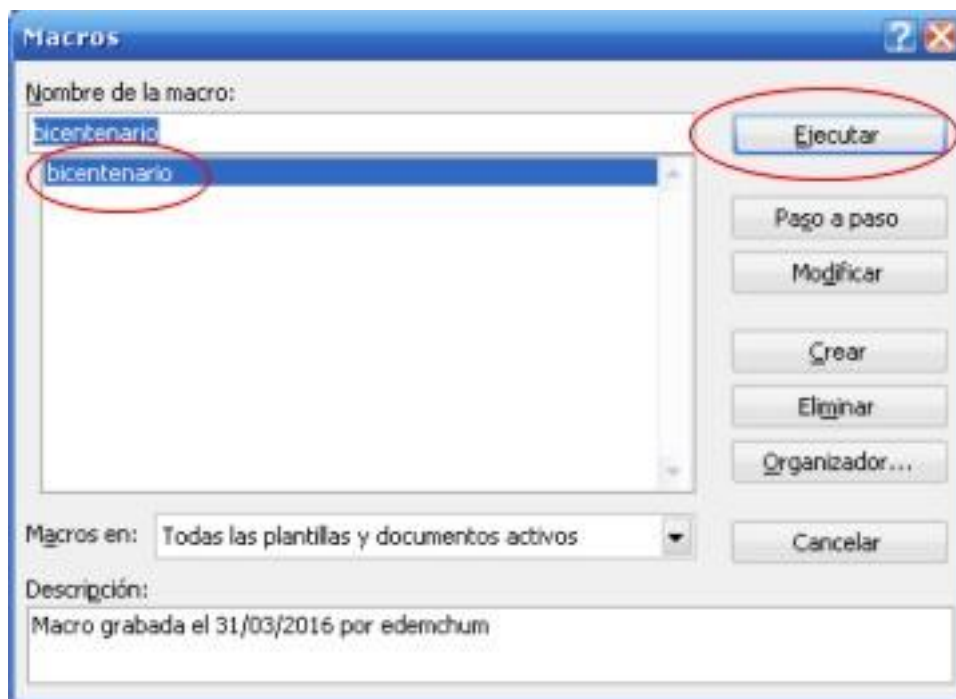 Macros
Nombre de la macro:
bicentenario
Ejecutar
bicentenario
Paso a paso
Modificar
Crear
Eliminar
Organizador...
Macros en: Todas las plantillas y documentos activos
Cancelar
Descripción:
Macro grabada el 31/03/2016 por edemchum